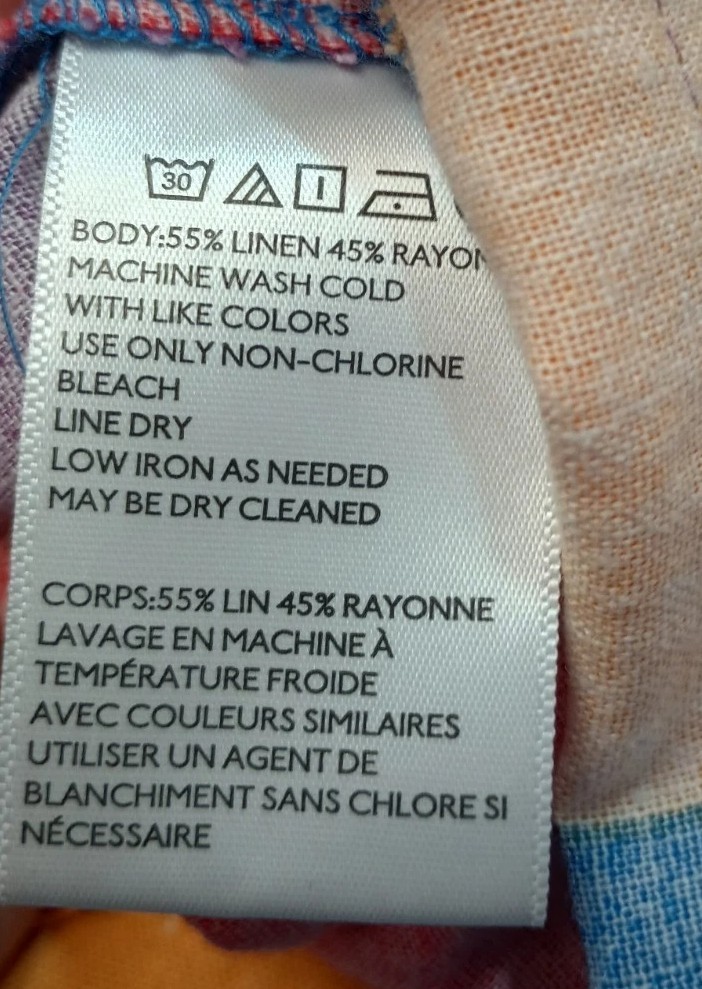 30
BODY:55% LINEN 45% RAYON
MACHINE WASH COLD
WITH LIKE COLORS
USE ONLY NON-CHLORINE
BLEACH
LINE DRY
LOW IRON AS NEEDED
MAY BE DRY CLEANED
CORPS:55% LIN 45% RAYONNE
LAVAGE EN MACHINE À
TEMPÉRATURE FROIDE
AVEC COULEURS SIMILAIRES
UTILISER UN AGENT DE
BLANCHIMENT SANS CHLORE SI
NÉCESSAIRE